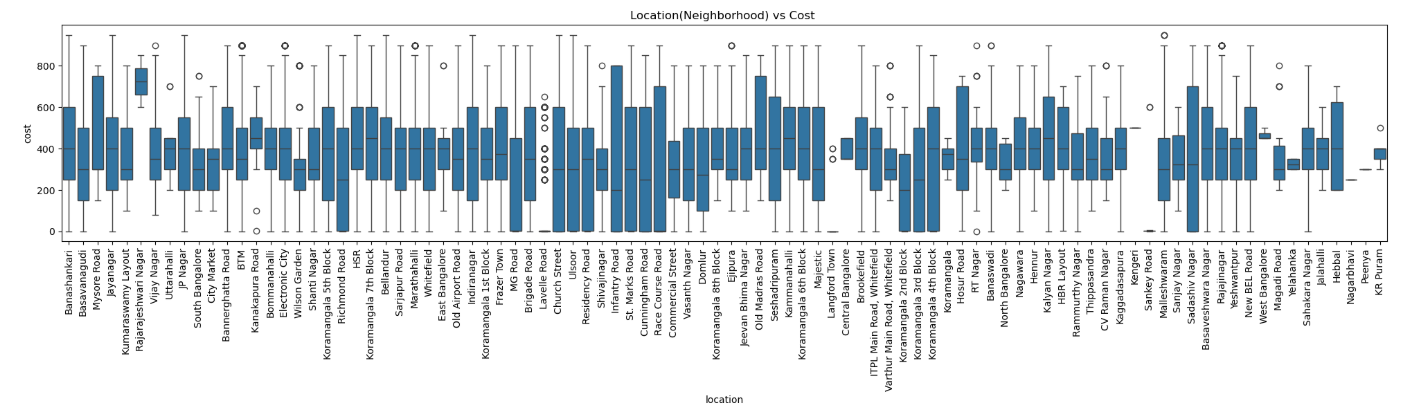 Location(Neighborhood) vs Cost
cost
800
600
400
200
0
Banashankari
Basavanagudi
Mysore Road
Jayanagar
Kumaraswamy Layout
Rajarajeshwari Nagar
Vijay Nagar
Uttarahalli
JP Nagar
South Bangalore
City Market
Bannerghatta Road
BTM
Kanakapura Road
Bommanahalli
Electronic City
Wilson Garden
Shanti Nagar
Koramangala 5th Block
Richmond Road
HSR
Koramangala 7th Block
Bellandur
Sarjapur Road
Marathahalli
Whitefield
East Bangalore
Old Airport Road
Indiranagar
Koramangala 1st Block
Frazer Town
MG Road
Brigade Road
Lavelle Road
Church Street
Ulsoor
Residency Road
Shivajinagar
Infantry Road
St. Marks Road
Cunningham Road
Race Course Road
Commercial Street
Vasanth Nagar
Domlur
Koramangala 8th Block
Ejipura
Jeevan Bhima Nagar
Old Madras Road
Seshadripuram
Kammanahalli
Koramangala 6th Block
Majestic
Langford Town
Central Bangalore
Brookefield
ITPL Main Road, Whitefield
Varthur Main Road, Whitefield
Koramangala 2nd Block
Koramangala 3rd Block
Koramangala 4th Block
Koramangala
Hosur Road
RT Nagar
Banaswadi
North Bangalore
Nagawara
Hennur
Kalyan Nagar
HBR Layout
Rammurthy Nagar
Thippasandra
CV Raman Nagar
Kaggadasapura
Kengeri
Sankey Road
Malleshwaram
Sanjay Nagar
Sadashiv Nagar
Basaveshwara Nagar
Rajajinagar
Yeshwantpur
New BEL Road
West Bangalore
Magadi Road
Yelahanka
Sahakara Nagar
Jalahalli
Hebbal
Nagarbhavi
Peenya
KR Puram
location